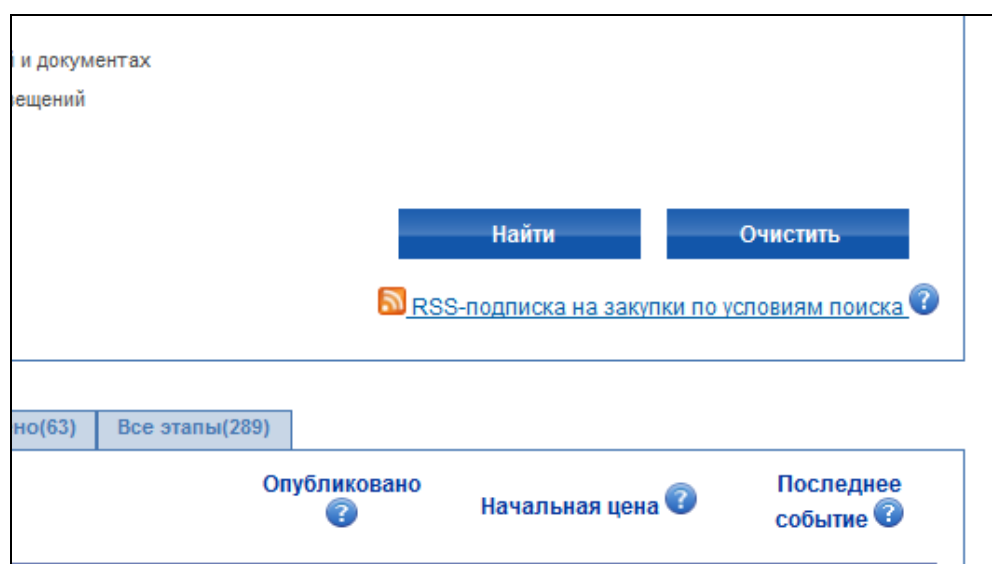 и документах
ещений
Найти
Очистить
RSS-подписка на закупки по условиям поиска ?
но(63)
Все этапы(289)
Опубликовано
?
Начальная цена ?
Последнее
событие ?